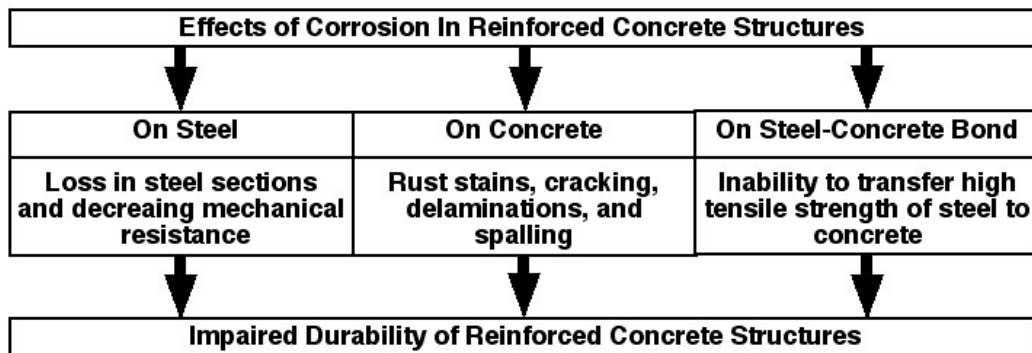 Effects of Corrosion In Reinforced Concrete Structures
On Steel
Loss in steel sections
and decreaing mechanical
resistance
On Concrete
Rust stains, cracking,
delaminations, and
spalling
On Steel-Concrete Bond
Inability to transfer high
tensile strength of steel to
concrete
Impaired Durability of Reinforced Concrete Structures